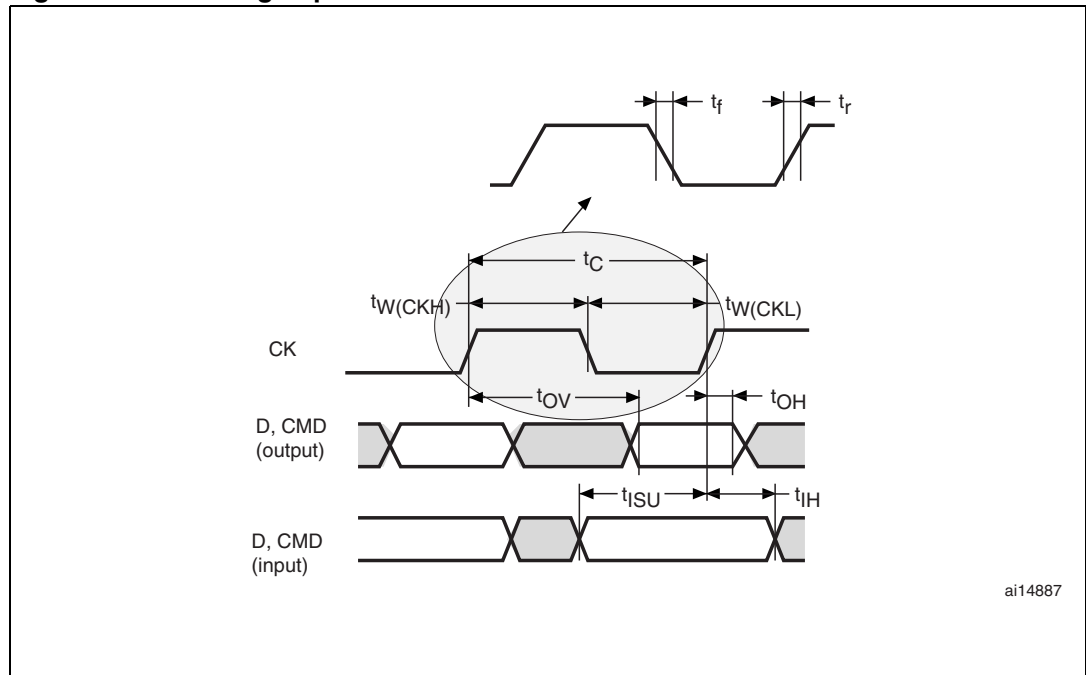 tf
tr
tC
tW(CKH)
tW(CKL)
CK
tOV
tOH
D, CMD
(output)
tISU
tIH
D, CMD
(input)
ai14887